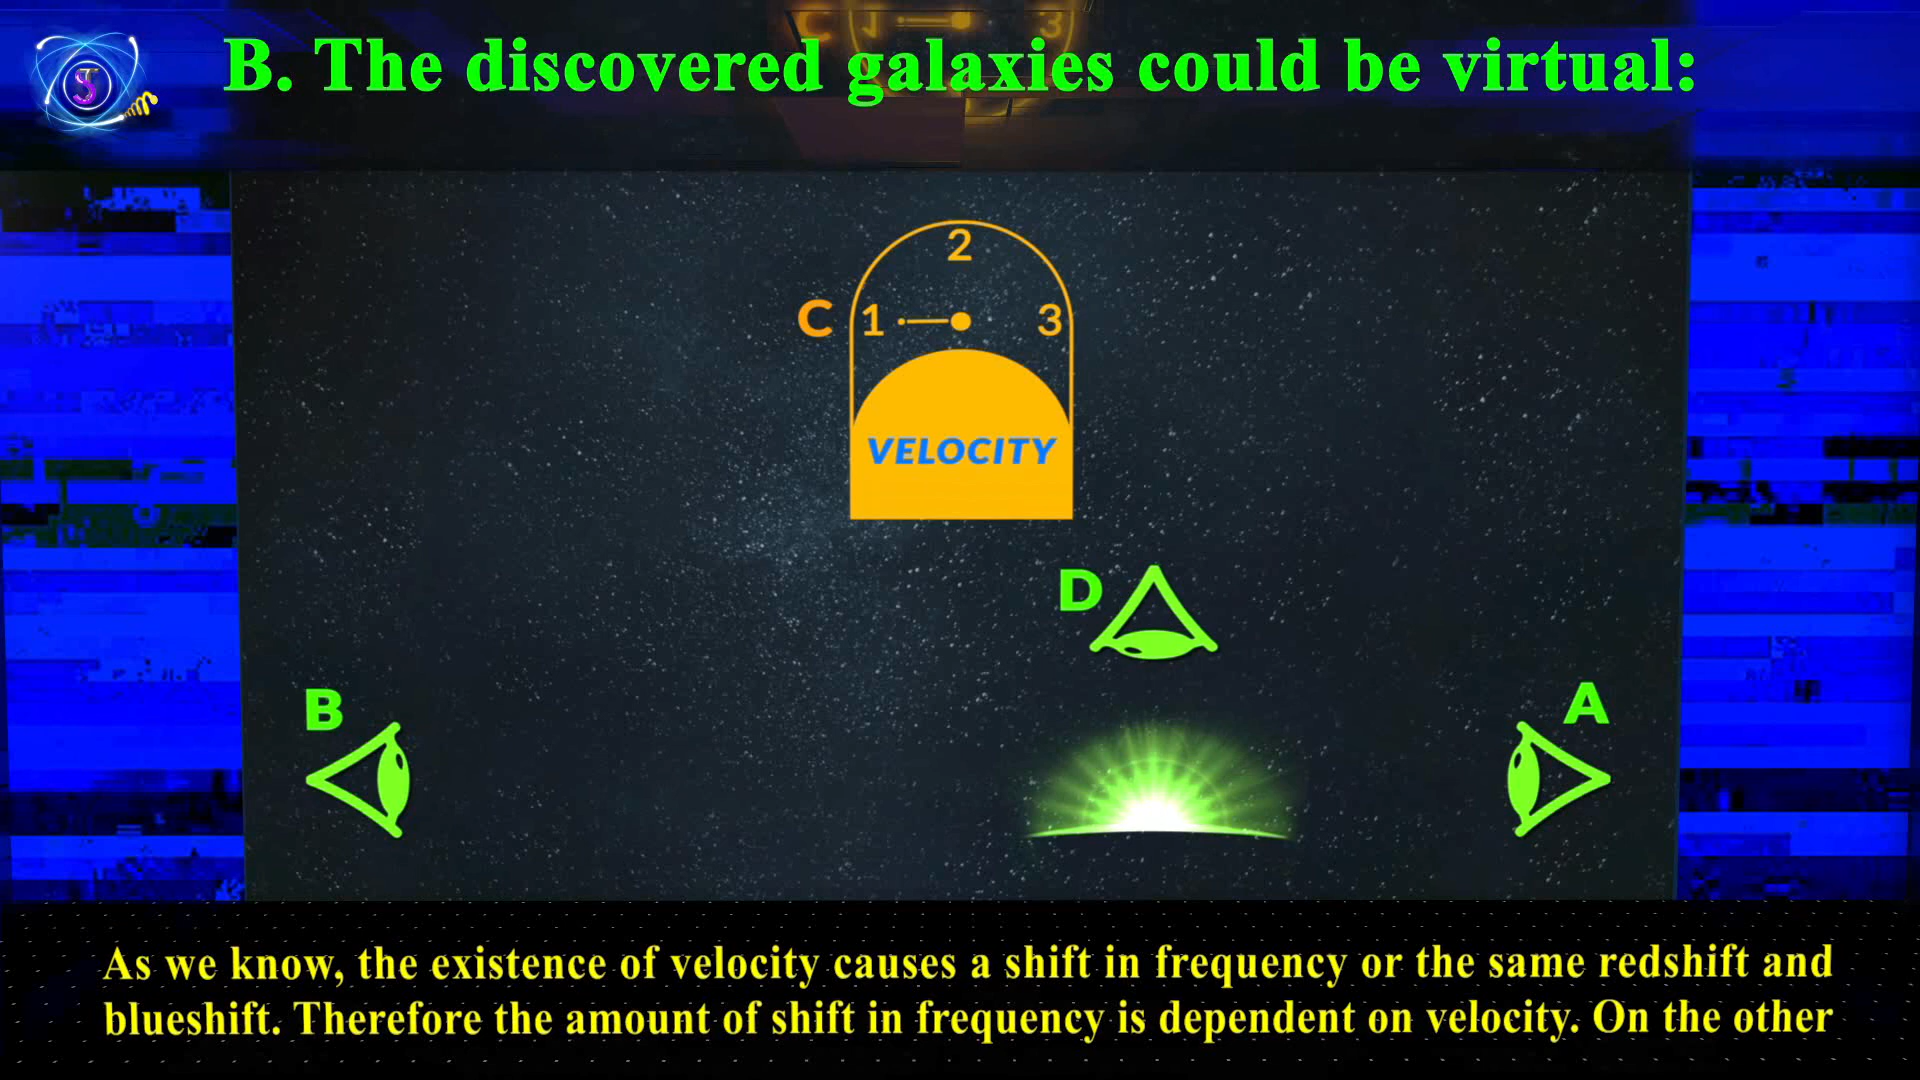 C 1 3
B. The discovered galaxies could be virtual:
2
C 1 3
VELOCITY
D
B
A
As we know, the existence of velocity causes a shift in frequency or the same redshift and
blueshift. Therefore the amount of shift in frequency is dependent on velocity. On the other